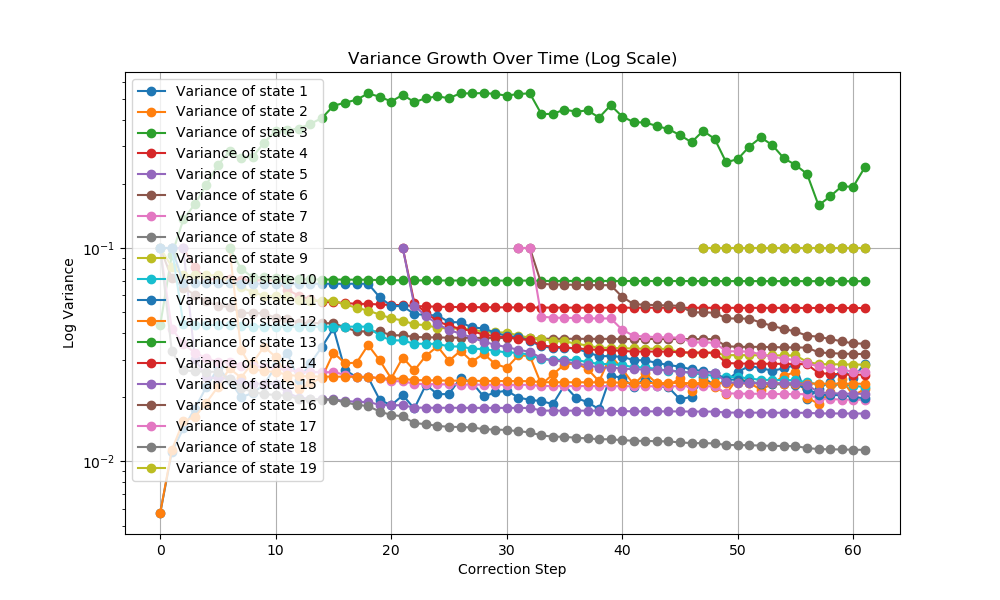 Variance Growth Over Time (Log Scale)
Log Variance
10⁻¹
10⁻²
Variance of state 1
Variance of state 2
Variance of state 3
Variance of state 4
Variance of state 5
Variance of state 6
Variance of state 7
Variance of state 8
Variance of state 9
Variance of state 10
Variance of state 11
Variance of state 12
Variance of state 13
Variance of state 14
Variance of state 15
Variance of state 16
Variance of state 17
Variance of state 18
Variance of state 19
0 10 20 30 40 50 60
Correction Step